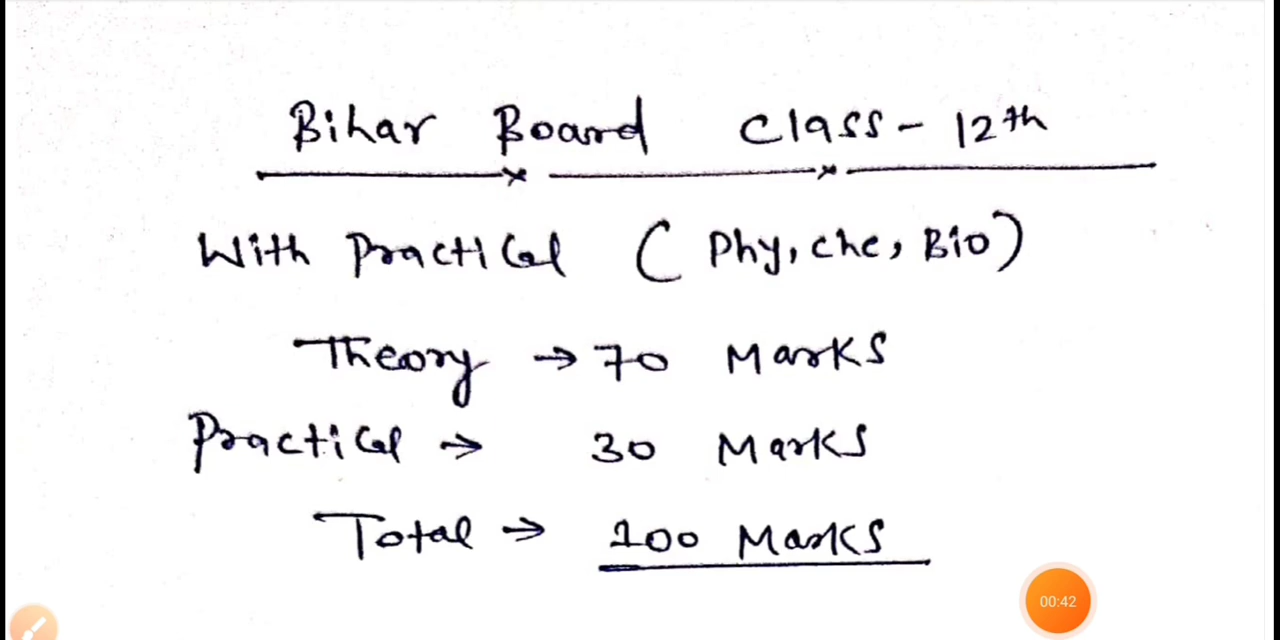 Bihar Board Class - 12th
With Practical ( Phy, che, Bio )
Theory → 70 Marks
Practical → 30 Marks
Total → 100 Marks
00:42